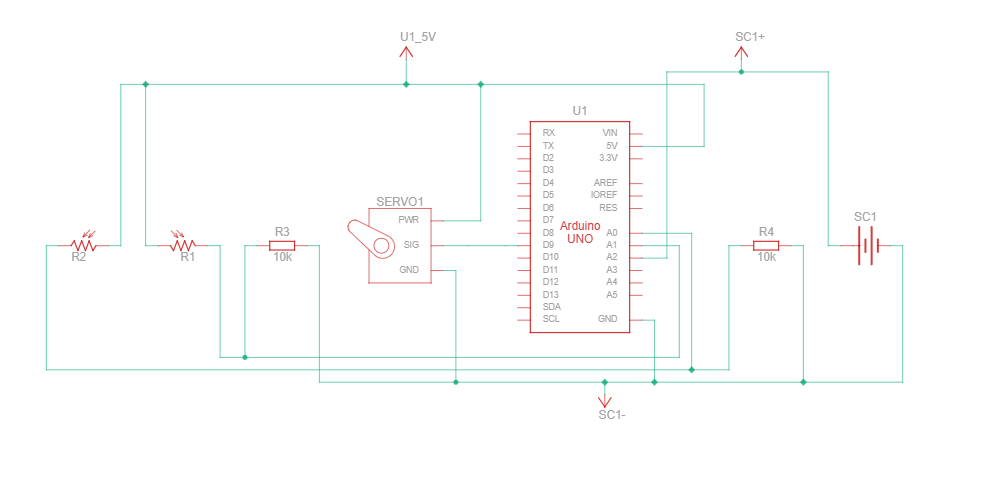 U1_5V
SC1+
U1
RX VIN
TX 5V
D2 3.3V
D3
D4 AREF
D5 IOREF
D6 RES
D7
D8 A0
D9 A1
D10 A2
D11 A3
D12 A4
D13 A5
SDA
SCL GND
Arduino
UNO
SERVO1
PWR
SIG
GND
R2
R1
R3
10k
R4
10k
SC1
SC1-